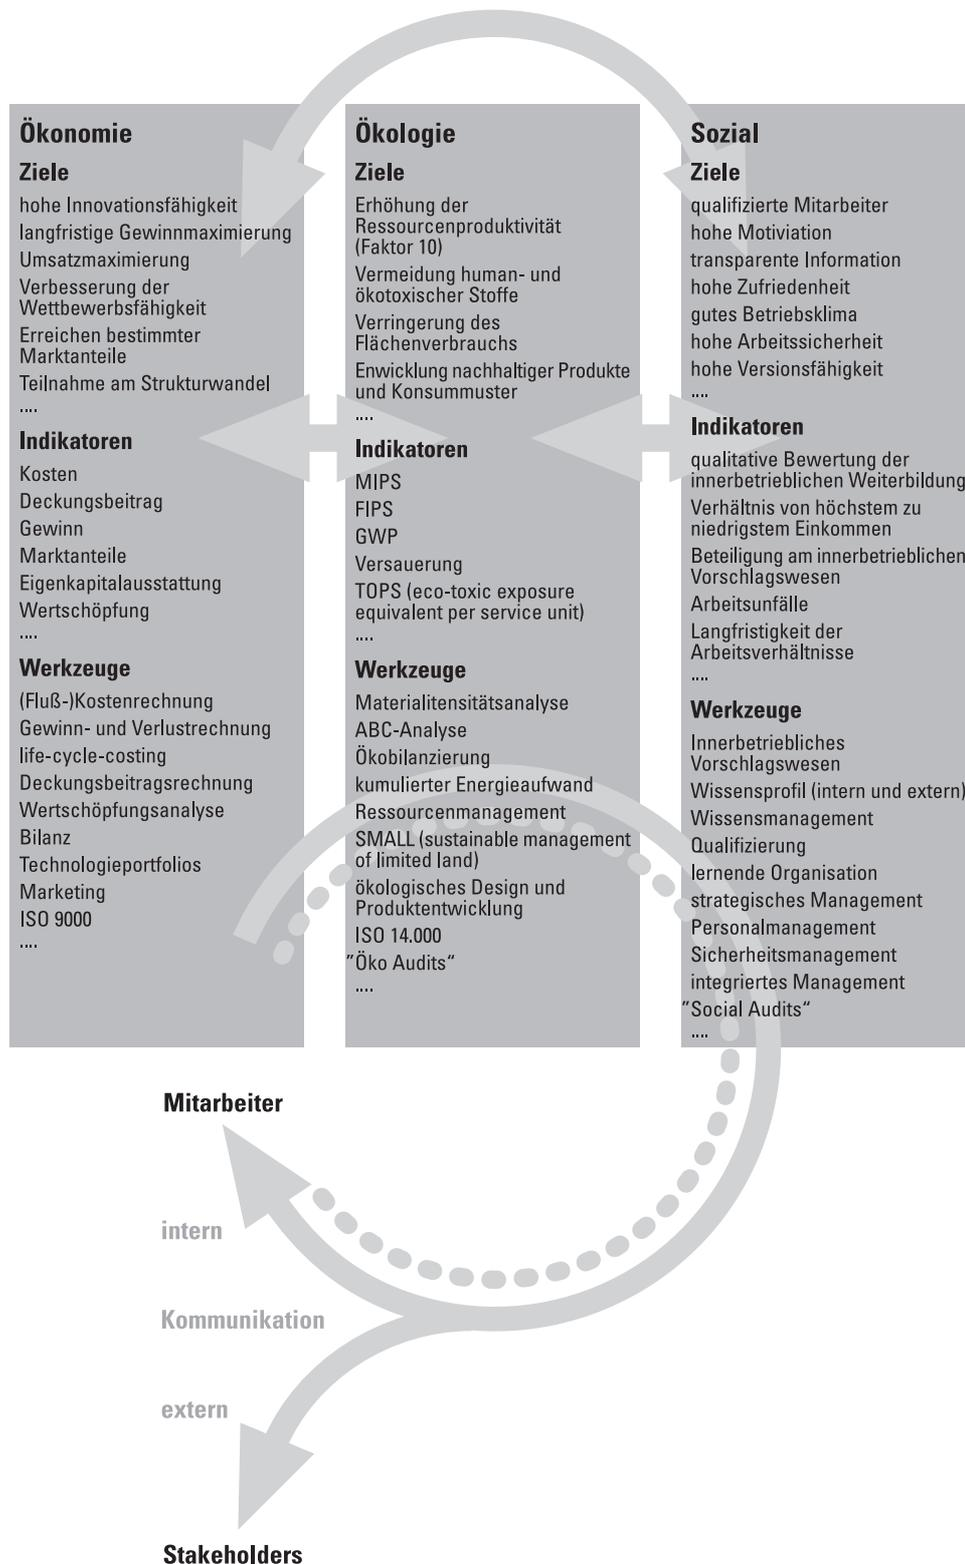 Ökonomie
Ziele
hohe Innovationsfähigkeit
langfristige Gewinnmaximierung
Umsatzmaximierung
Verbesserung der
Wettbewerbsfähigkeit
Erreichen bestimmter
Marktanteile
Teilnahme am Strukturwandel
....
Indikatoren
Kosten
Deckungsbeitrag
Gewinn
Marktanteile
Eigenkapitalausstattung
Wertschöpfung
....
Werkzeuge
(Fluß-)Kostenrechnung
Gewinn- und Verlustrechnung
life-cycle-costing
Deckungsbeitragsrechnung
Wertschöpfungsanalyse
Bilanz
Technologieportfolios
Marketing
ISO 9000
....
Ökologie
Ziele
Erhöhung der
Ressourcenproduktivität
(Faktor 10)
Vermeidung human- und
ökotoxischer Stoffe
Verringerung des
Flächenverbrauchs
Enwicklung nachhaltiger Produkte
und Konsummuster
....
Indikatoren
MIPS
FIPS
GWP
Versauerung
TOPS (eco-toxic exposure
equivalent per service unit)
....
Werkzeuge
Materialitensitätsanalyse
ABC-Analyse
Ökobilanzierung
kumulierter Energieaufwand
Ressourcenmanagement
SMALL (sustainable management
of limited land)
ökologisches Design und
Produktentwicklung
ISO 14.000
”Öko Audits“
....
Sozial
Ziele
qualifizierte Mitarbeiter
hohe Motiviation
transparente Information
hohe Zufriedenheit
gutes Betriebsklima
hohe Arbeitssicherheit
hohe Versionsfähigkeit
....
Indikatoren
qualitative Bewertung der
innerbetrieblichen Weiterbildung
Verhältnis von höchstem zu
niedrigstem Einkommen
Beteiligung am innerbetrieblichen
Vorschlagswesen
Arbeitsunfälle
Langfristigkeit der
Arbeitsverhältnisse
....
Werkzeuge
Innerbetriebliches
Vorschlagswesen
Wissensprofil (intern und extern)
Wissensmanagement
Qualifizierung
lernende Organisation
strategisches Management
Personalmanagement
Sicherheitsmanagement
integriertes Management
”Social Audits“
....
Mitarbeiter
intern
Kommunikation
extern
Stakeholders